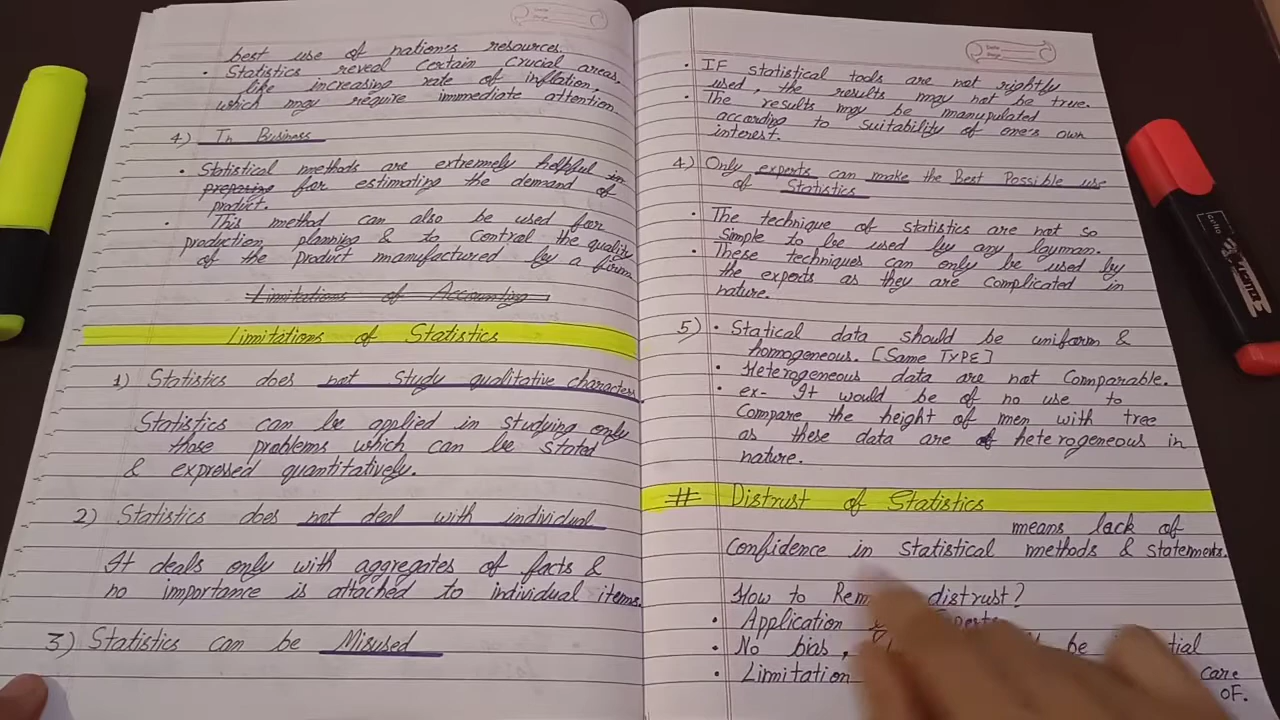 best use of nation's resources.
• Statistics reveal Certain Crucial areas.
like increasing rate of inflation,
which may require immediate attention.
4) In Business
• Statistical methods are extremely helpful in
preparing for estimating the demand of
product.
• This method can also be used for
production planning & to Control the quality
of the product manufactured by a firm
Limitations of Accounting
Limitations of Statistics
1) Statistics does not study qualitative characters.
Statistics can be applied in studying only
those problems which can be stated
& expressed quantitatively.
2) Statistics does not deal with individual
It deals only with aggregates of facts &
no importance is attached to individual items.
3) Statistics can be Misused
• IF statistical tools are not rightly
used, the results may not be true.
• The results may be manupulated
according to suitability of one's own
interest.
4) Only experts can make the Best Possible use
of Statistics
• The technique of statistics are not so
simple to be used by any layman.
• These techniques can only be used by
the experts as they are complicated in
nature.
5) • Statical data should be uniform &
homogeneous. [Same TYPE]
• Heterogeneous data are not Comparable.
• ex- It would be of no use to
Compare the height of men with tree
as these data are of heterogeneous in
nature.
# Distrust of Statistics
means lack of
Confidence in statistical methods & statements.
How to distrust?
• Application
• No bias, be
• Limitation care
OF.